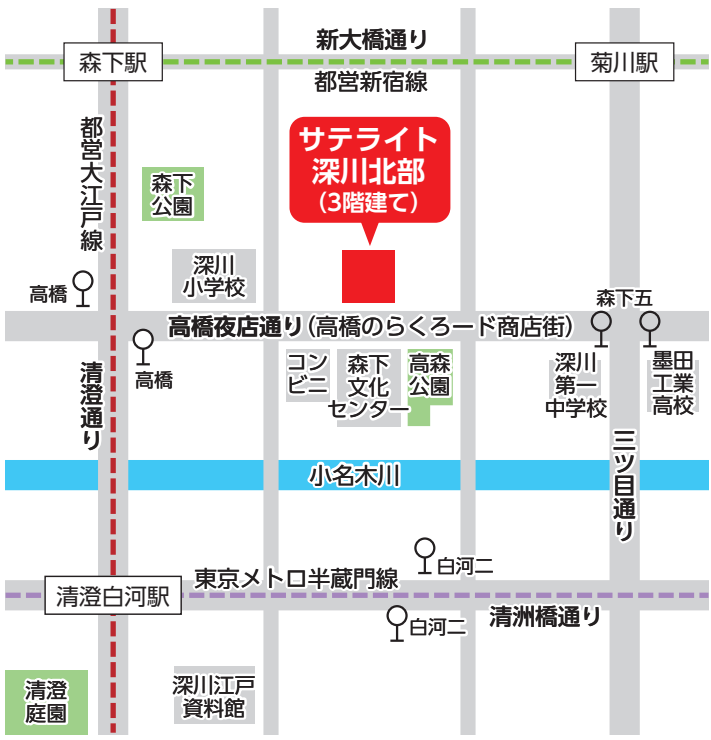 新大橋通り
森下駅
菊川駅
都営新宿線
都営大江戸線
サテライト
深川北部
(3階建て)
森下
公園
深川
小学校
高橋
森下五
高橋夜店通り(高橋のらくろード商店街)
高橋
コン
ビニ
森下
文化
センター
高森
公園
深川
第一
中学校
墨田
工業
高校
清澄通り
三ツ目通り
小名木川
白河二
東京メトロ半蔵門線
清澄白河駅
清洲橋通り
白河二
清澄
庭園
深川江戸
資料館